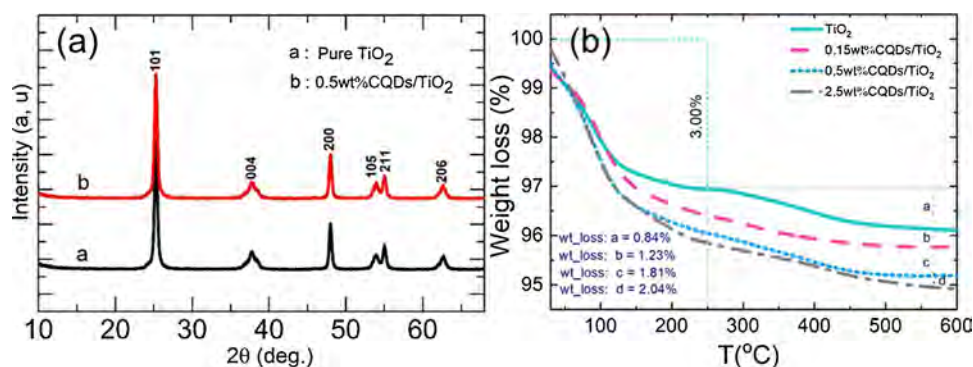 (a)
a : Pure TiO2
b : 0.5wt%CQDs/TiO2
101
004
200
105
211
206
b
a
Intensity (a, u)
10 20 30 40 50 60
2θ (deg.)
(b)
TiO2
0.15wt%CQDs/TiO2
0.5wt%CQDs/TiO2
2.5wt%CQDs/TiO2
3.00%
100
99
98
97
96
95
Weight loss (%)
a
b
c
d
wt_loss: a = 0.84%
wt_loss: b = 1.23%
wt_loss: c = 1.81%
wt_loss: d = 2.04%
100 200 300 400 500 600
T(°C)